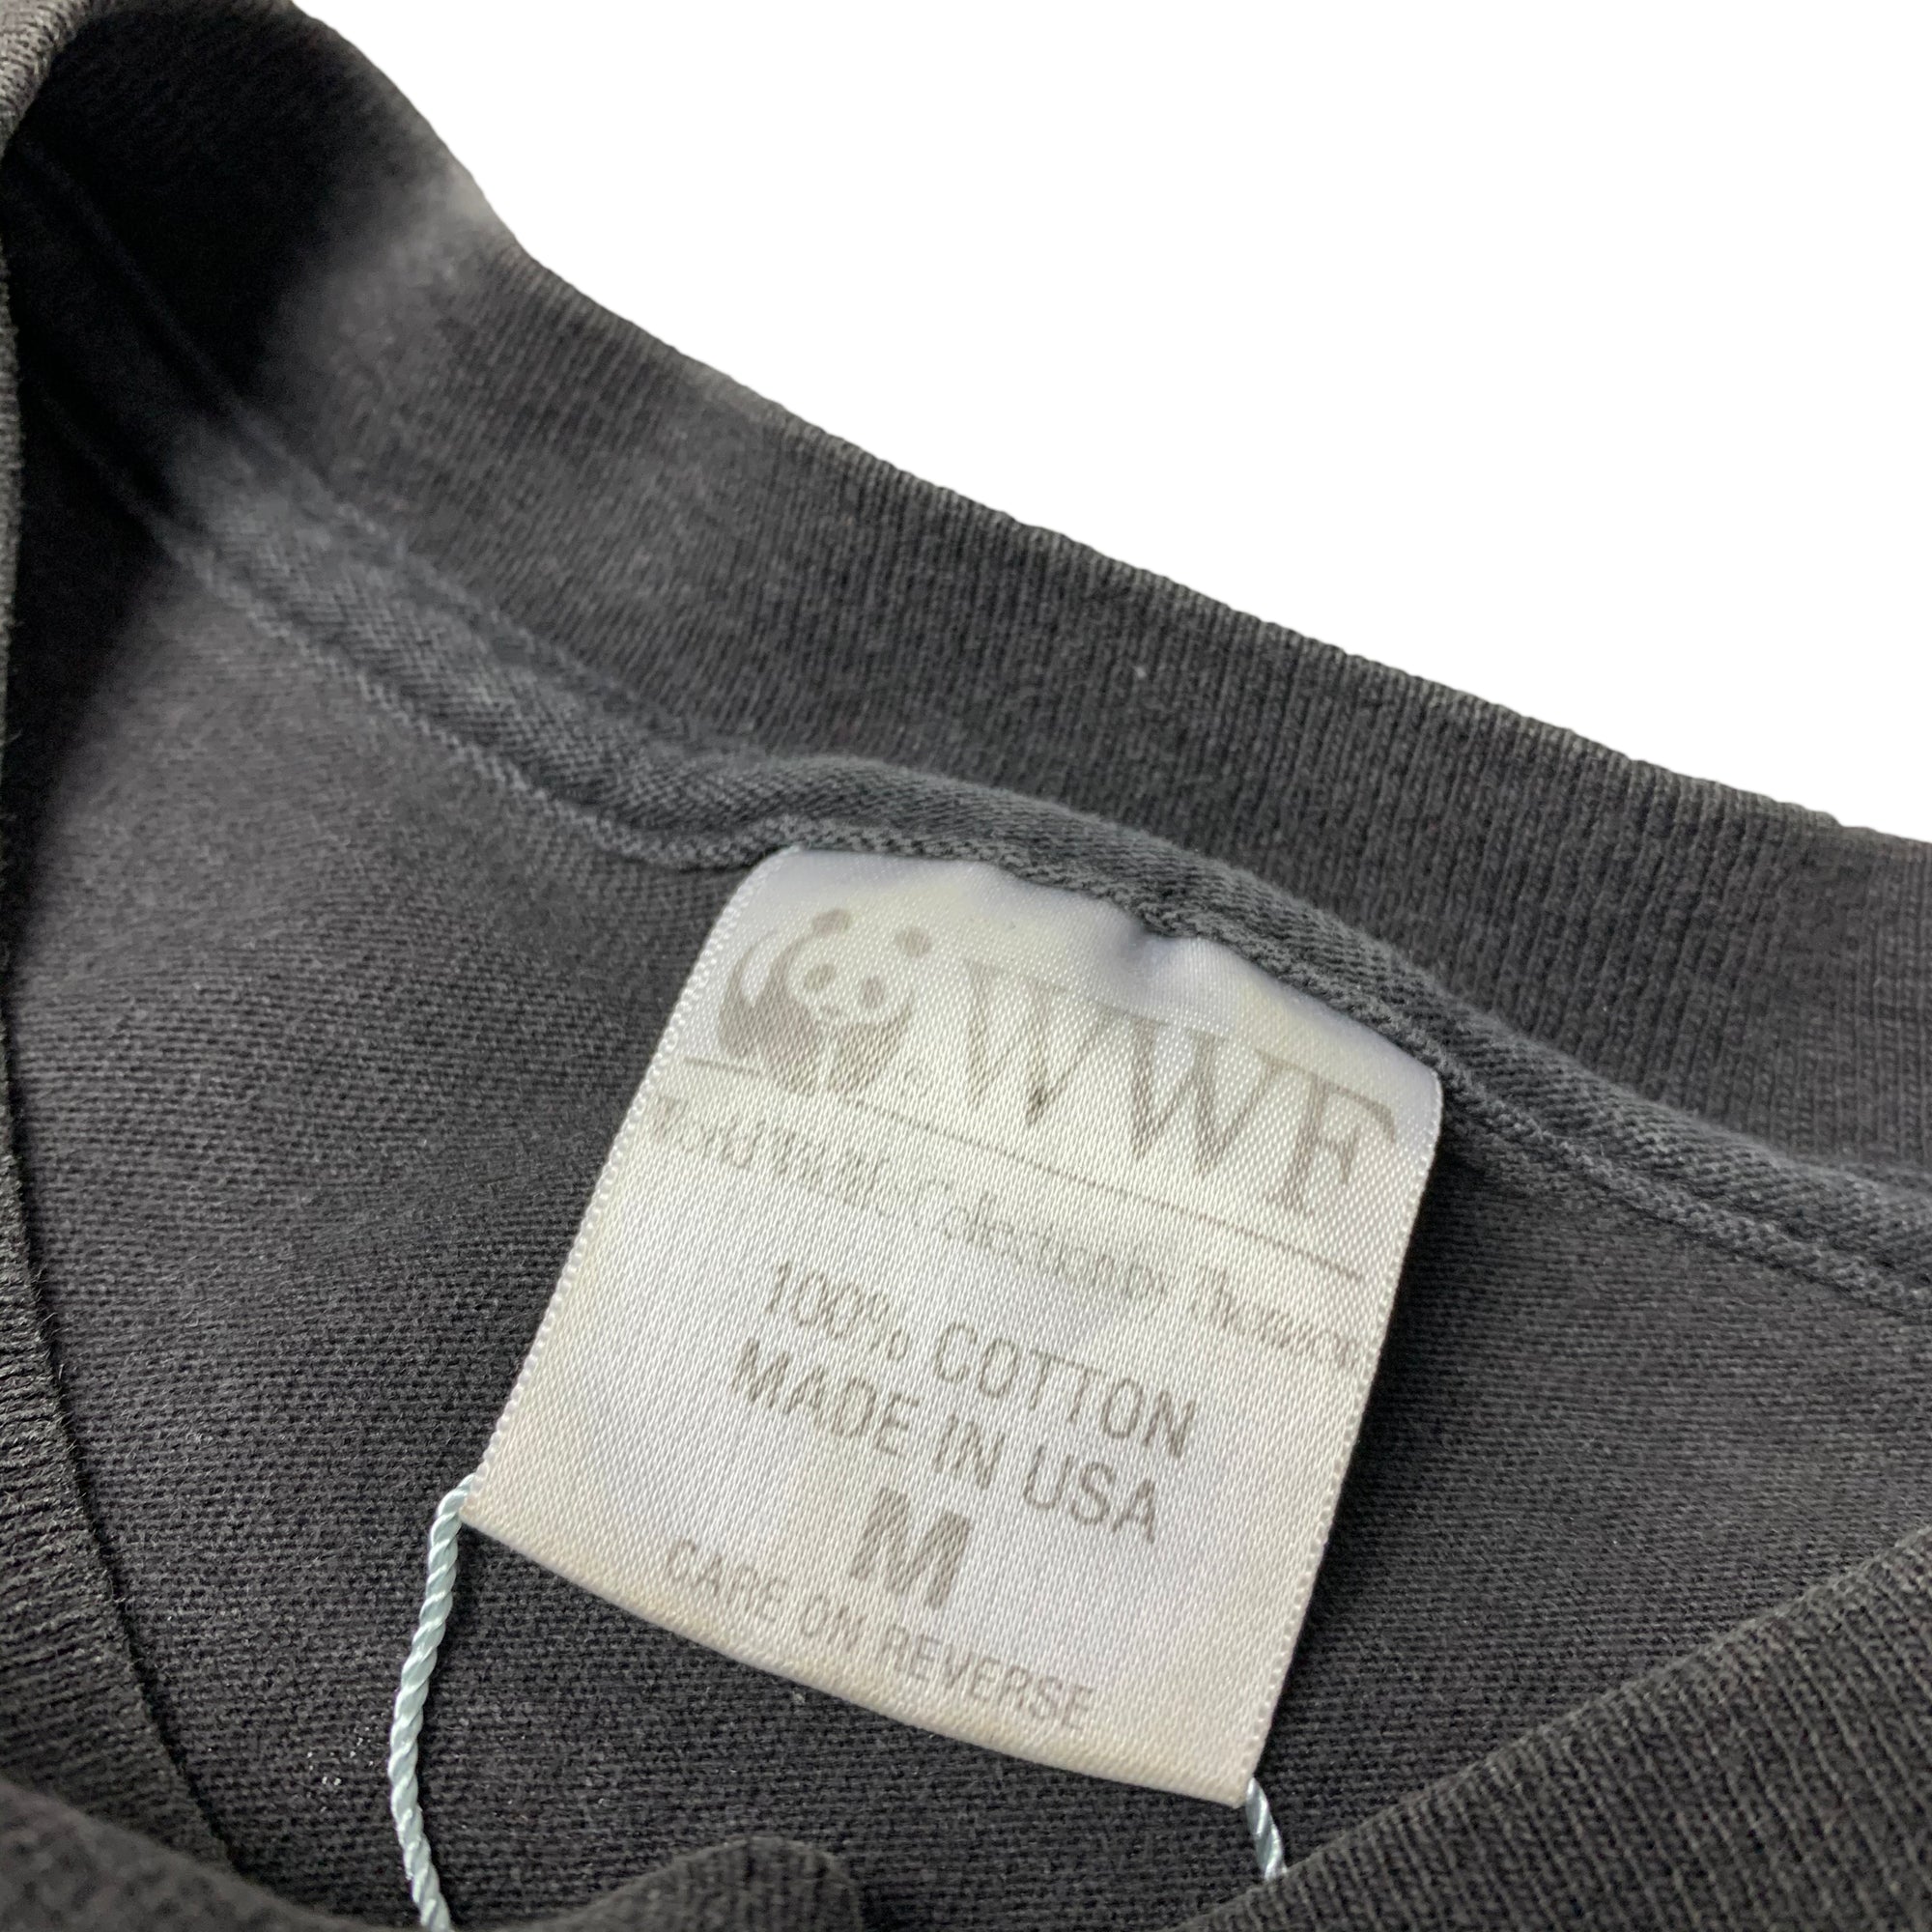 WWF
100% COTTON
MADE IN USA
M
CARE ON REVERSE